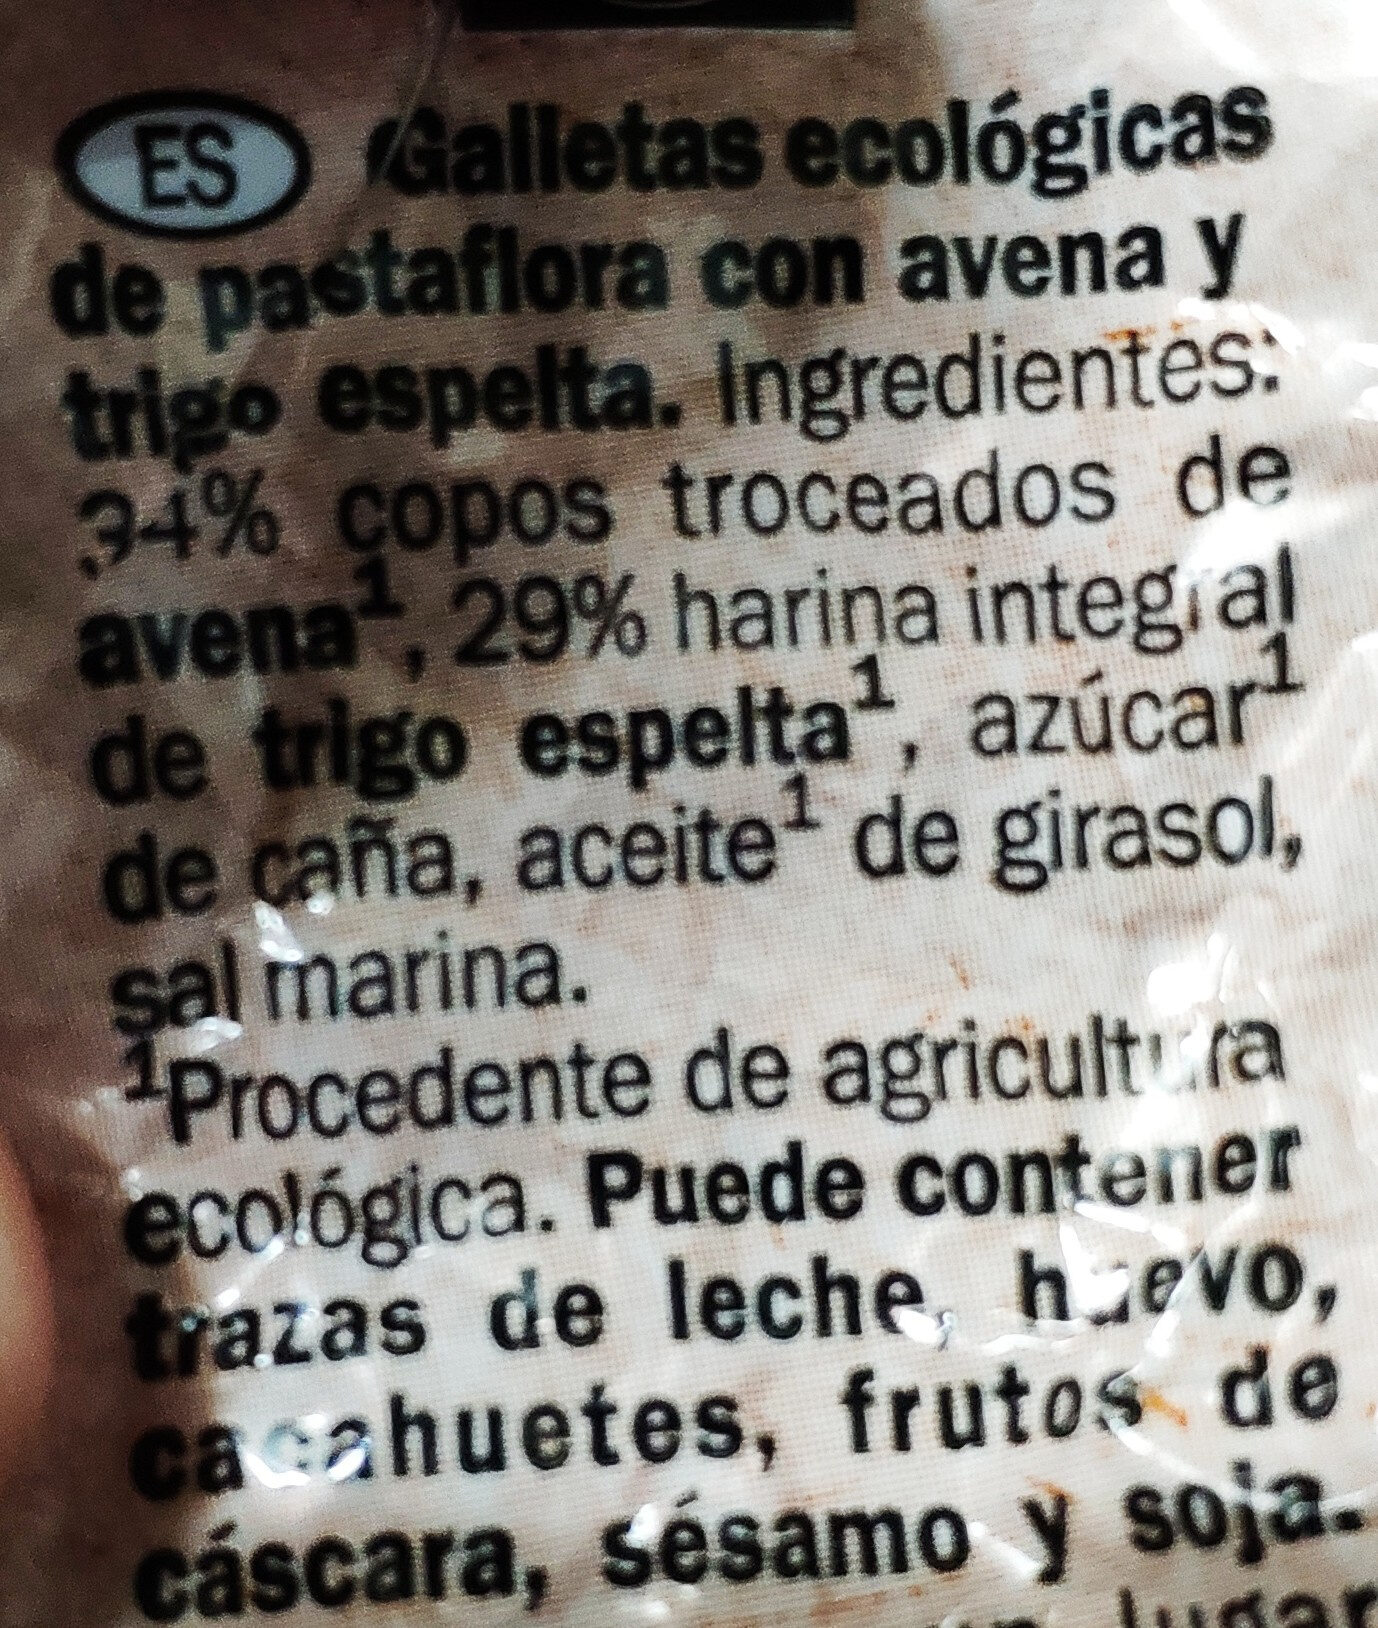 ES Galletas ecológicas
de pastaflora con avena y
trigo espelta. Ingredientes:
34% copos troceados de
avena¹, 29% harina integral
de trigo espelta¹, azúcar¹
de caña, aceite¹ de girasol,
sal marina.
¹Procedente de agricultura
ecológica. Puede contener
trazas de leche, huevo,
cacahuetes, frutos de
cáscara, sésamo y soja.
lugar